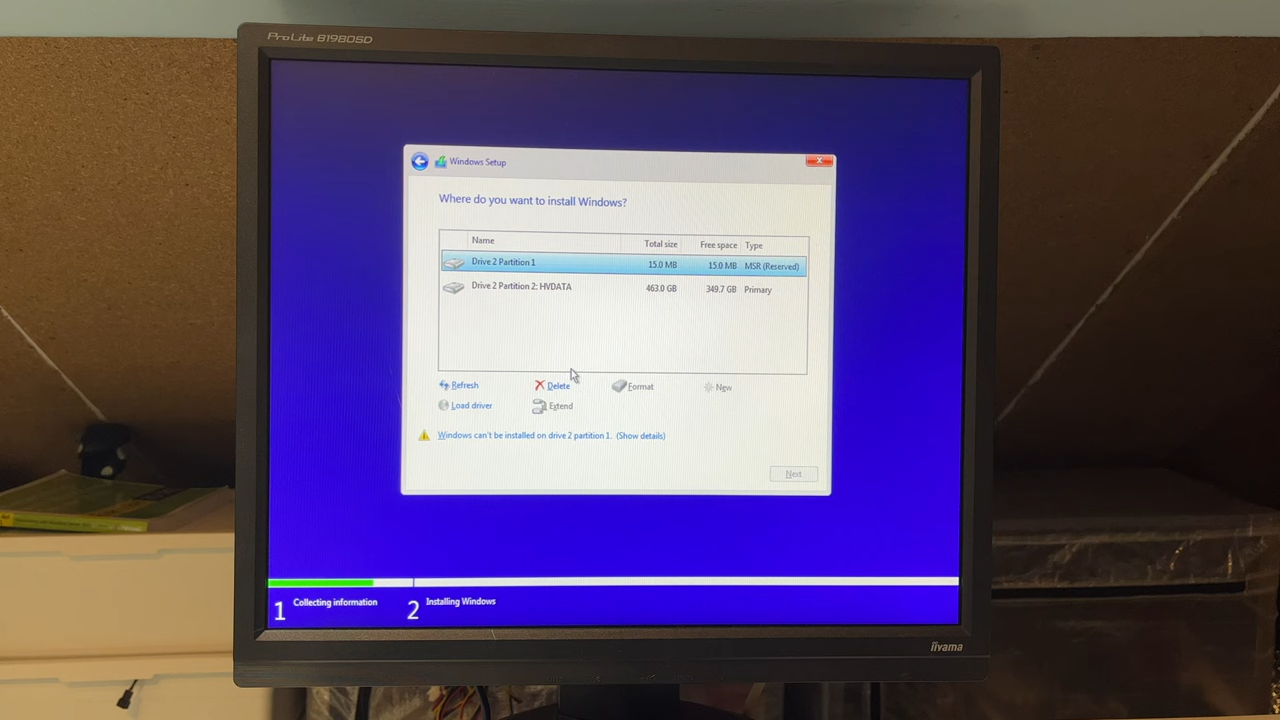 ProLite B1980SD
Windows Setup
Where do you want to install Windows?
Name Total size Free space Type
Drive 2 Partition 1 15.0 MB 15.0 MB MSR (Reserved)
Drive 2 Partition 2: HVDATA 463.0 GB 349.7 GB Primary
Refresh Delete Format New
Load driver Extend
Windows can't be installed on drive 2 partition 1. (Show details)
Next
1 Collecting information 2 Installing Windows
iiyama